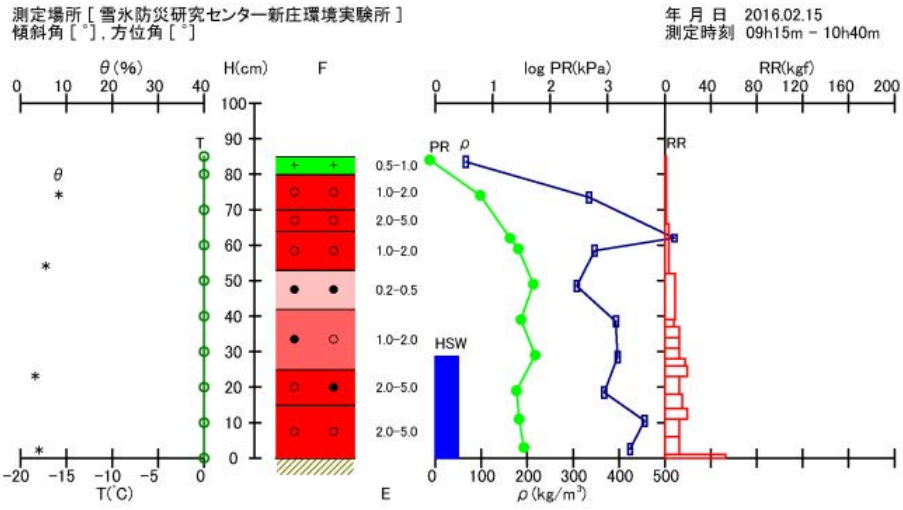 測定場所 [ 雪氷防災研究センター新庄環境実験所 ]
傾斜角 [ ° ], 方位角 [ ° ]
年 月 日 2016.02.15
測定時刻 09h15m - 10h40m
θ (%) H(cm) F log PR(kPa) RR(kgf)
0 10 20 30 40 0 1 2 3 4 0 40 80 120 160 200
100
90
80
70
60
50
40
30
20
10
0
T
θ
* * * *
+ +
0.5-1.0
1.0-2.0
2.0-5.0
1.0-2.0
0.2-0.5
1.0-2.0
2.0-5.0
2.0-5.0
PR ρ
RR
HSW
-20 -15 -10 -5 0 0 100 200 300 400 500
T(°C) E ρ (kg/m³)